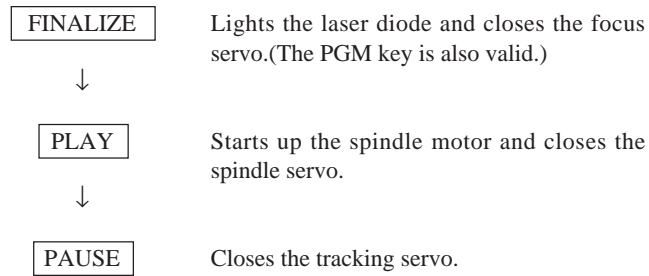 FINALIZE
Lights the laser diode and closes the focus
servo.(The PGM key is also valid.)
↓
PLAY
Starts up the spindle motor and closes the
spindle servo.
↓
PAUSE
Closes the tracking servo.